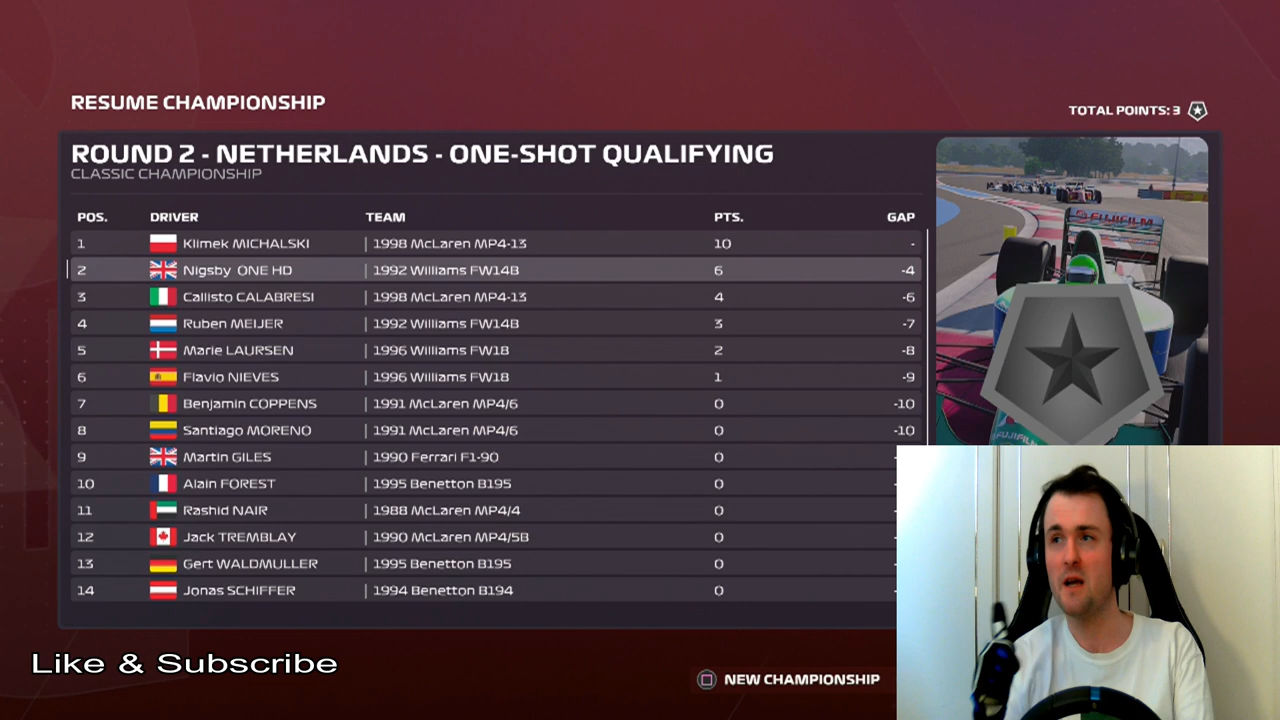 RESUME CHAMPIONSHIP
TOTAL POINTS: 3
ROUND 2 - NETHERLANDS - ONE-SHOT QUALIFYING
CLASSIC CHAMPIONSHIP
POS. DRIVER TEAM PTS. GAP
1 Klimek MICHALSKI | 1998 McLaren MP4-13 10 -
2 Nigsby ONE HD | 1992 Williams FW14B 6 -4
3 Callisto CALABRESI | 1998 McLaren MP4-13 4 -6
4 Ruben MEIJER | 1992 Williams FW14B 3 -7
5 Marie LAURSEN | 1996 Williams FW18 2 -8
6 Flavio NIEVES | 1996 Williams FW18 1 -9
7 Benjamin COPPENS | 1991 McLaren MP4/6 0 -10
8 Santiago MORENO | 1991 McLaren MP4/6 0 -10
9 Martin GILES | 1990 Ferrari F1-90 0
10 Alain FOREST | 1995 Benetton B195 0
11 Rashid NAIR | 1988 McLaren MP4/4 0
12 Jack TREMBLAY | 1990 McLaren MP4/5B 0
13 Gert WALDMULLER | 1995 Benetton B195 0
14 Jonas SCHIFFER | 1994 Benetton B194 0
FUJIFILM
FUJIFILM
Like & Subscribe
NEW CHAMPIONSHIP